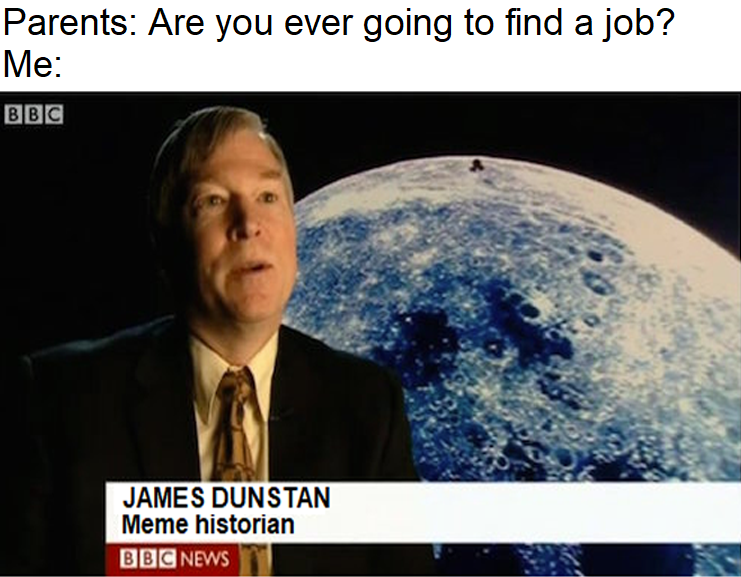 Parents: Are you ever going to find a job?
Me:
BBC
JAMES DUNSTAN
Meme historian
BBC NEWS